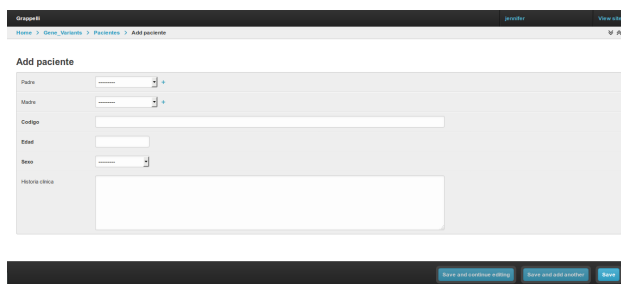 Grappelli jennifer View site
Home > Gene_Variants > Pacientes > Add paciente
Add paciente
Padre --------- +
Madre --------- +
Codigo
Edad
Sexo ---------
Historia clinica
Save and continue editing Save and add another Save